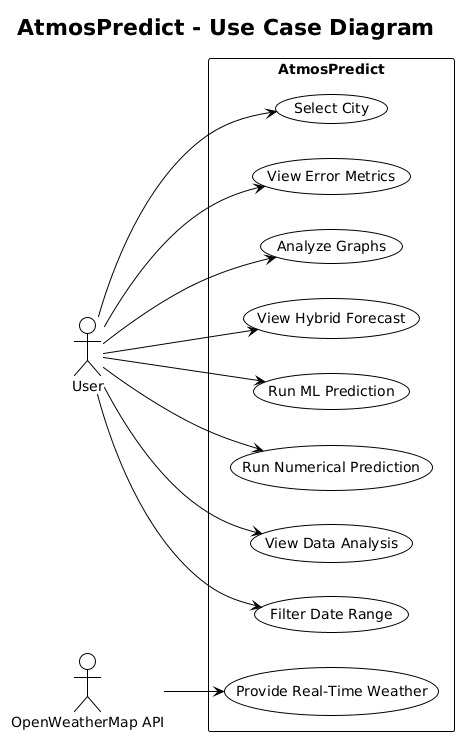 AtmosPredict - Use Case Diagram
AtmosPredict
Select City
View Error Metrics
Analyze Graphs
View Hybrid Forecast
User
Run ML Prediction
Run Numerical Prediction
View Data Analysis
Filter Date Range
Provide Real-Time Weather
OpenWeatherMap API